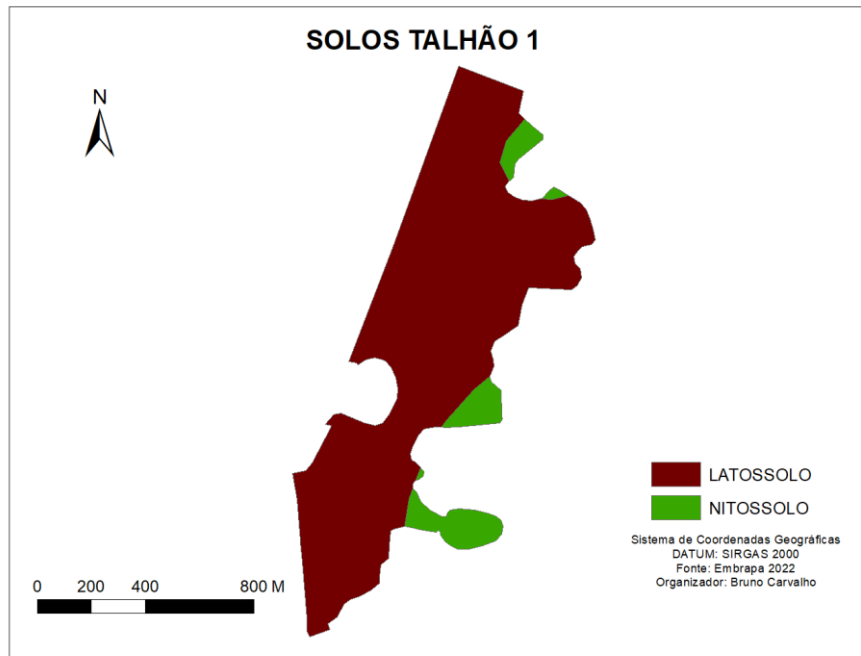 SOLOS TALHÃO 1
N
LATOSSOLO
NITOSSOLO
Sistema de Coordenadas Geográficas
DATUM: SIRGAS 2000
Fonte: Embrapa 2022
Organizador: Bruno Carvalho
0 200 400 800 M